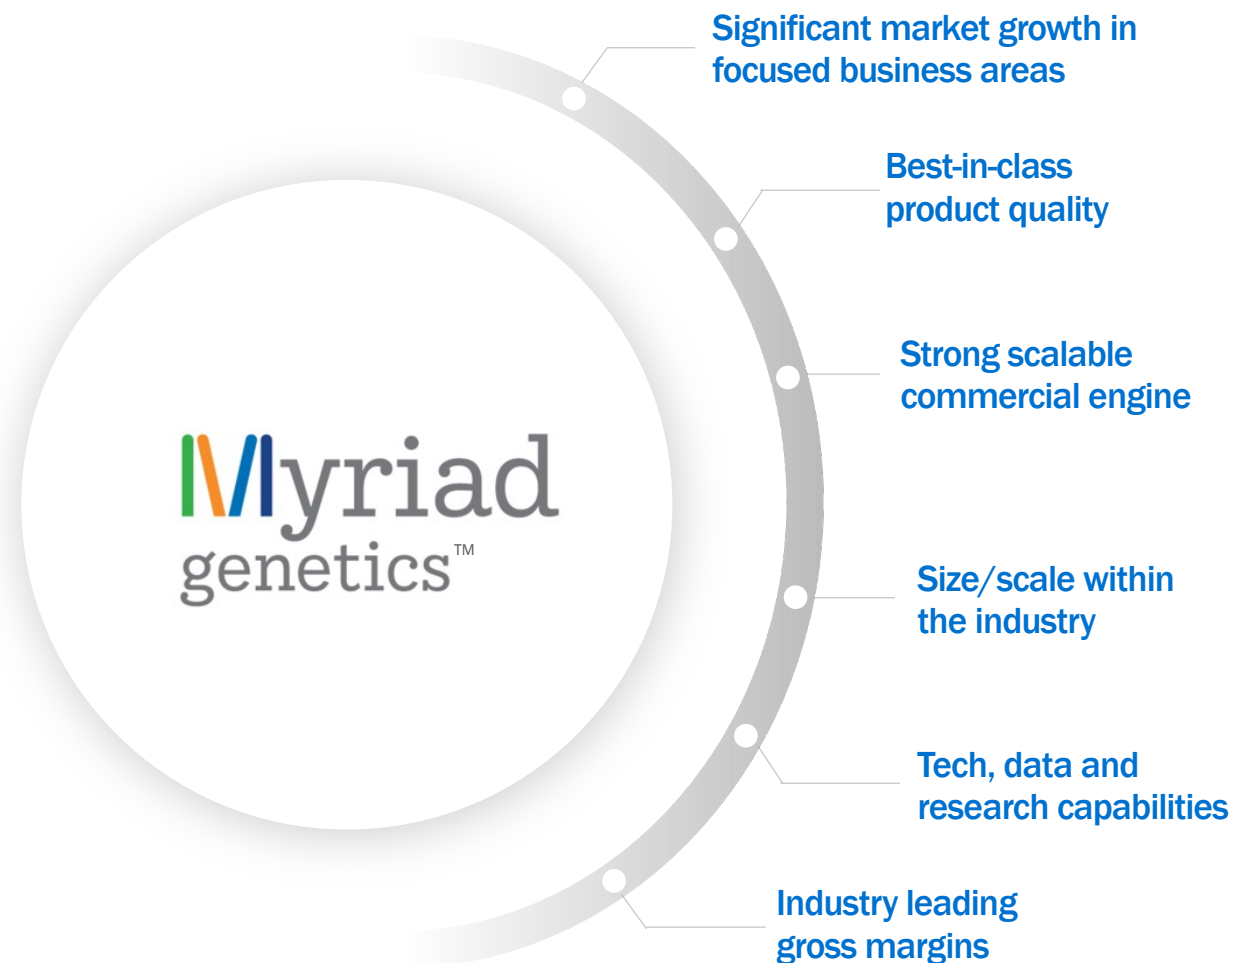 Significant market growth in
focused business areas
Best-in-class
product quality
Strong scalable
commercial engine
Myriad
genetics™
Size/scale within
the industry
Tech, data and
research capabilities
Industry leading
gross margins